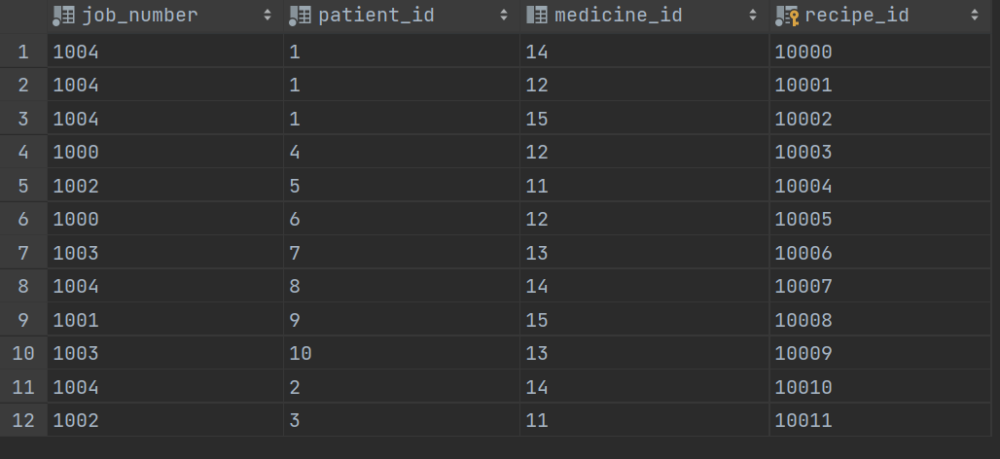 job_number patient_id medicine_id recipe_id
1 1004 1 14 10000
2 1004 1 12 10001
3 1004 1 15 10002
4 1000 4 12 10003
5 1002 5 11 10004
6 1000 6 12 10005
7 1003 7 13 10006
8 1004 8 14 10007
9 1001 9 15 10008
10 1003 10 13 10009
11 1004 2 14 10010
12 1002 3 11 10011